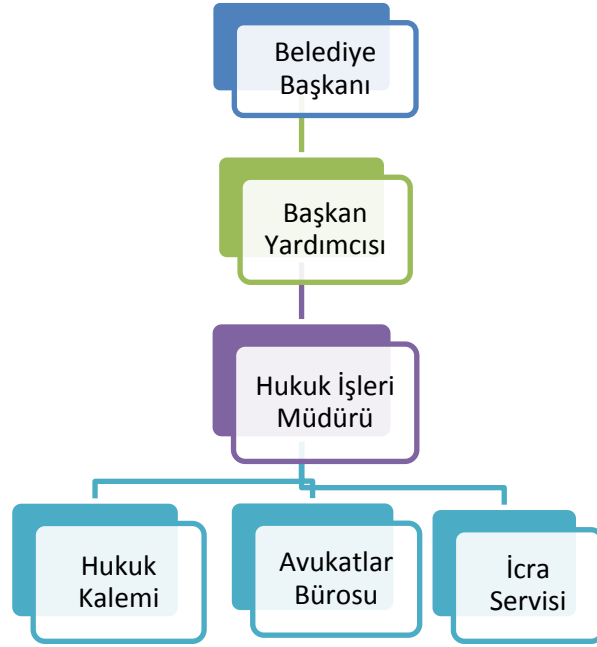 Belediye
Başkanı
Başkan
Yardımcısı
Hukuk İşleri
Müdürü
Hukuk
Kalemi
Avukatlar
Bürosu
İcra
Servisi